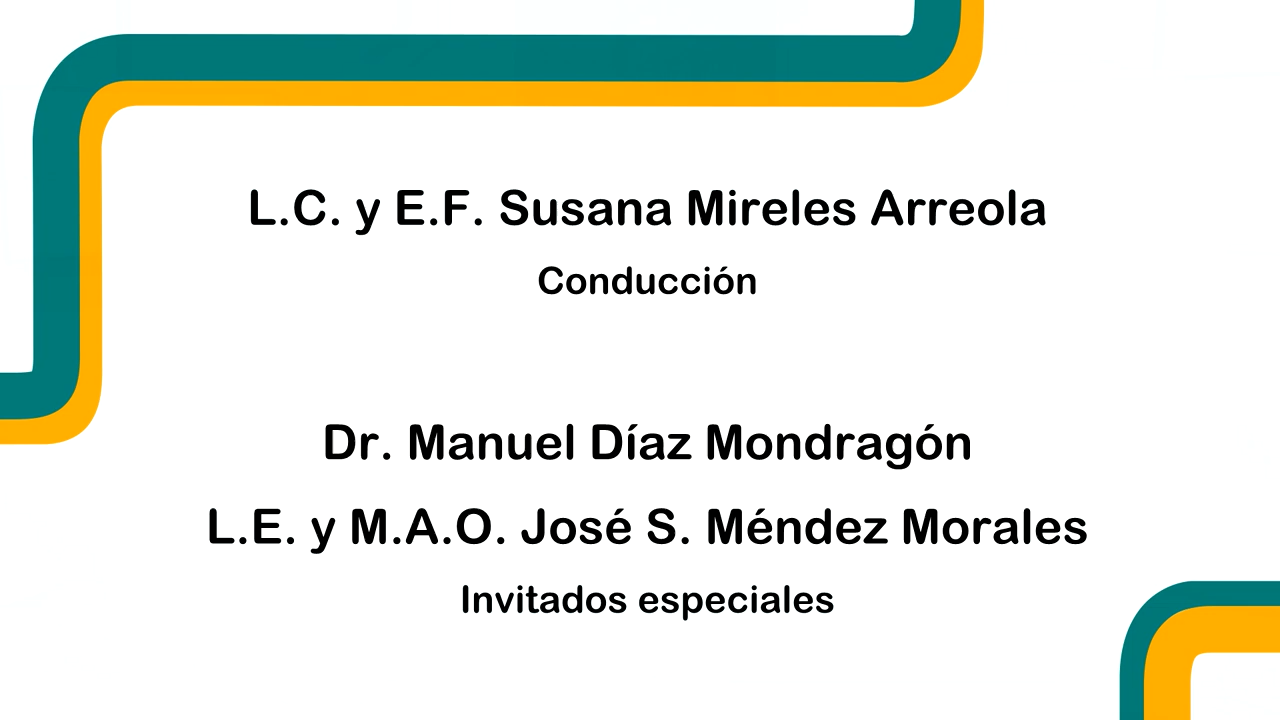 L.C. y E.F. Susana Mireles Arreola
Conducción
Dr. Manuel Díaz Mondragón
L.E. y M.A.O. José S. Méndez Morales
Invitados especiales